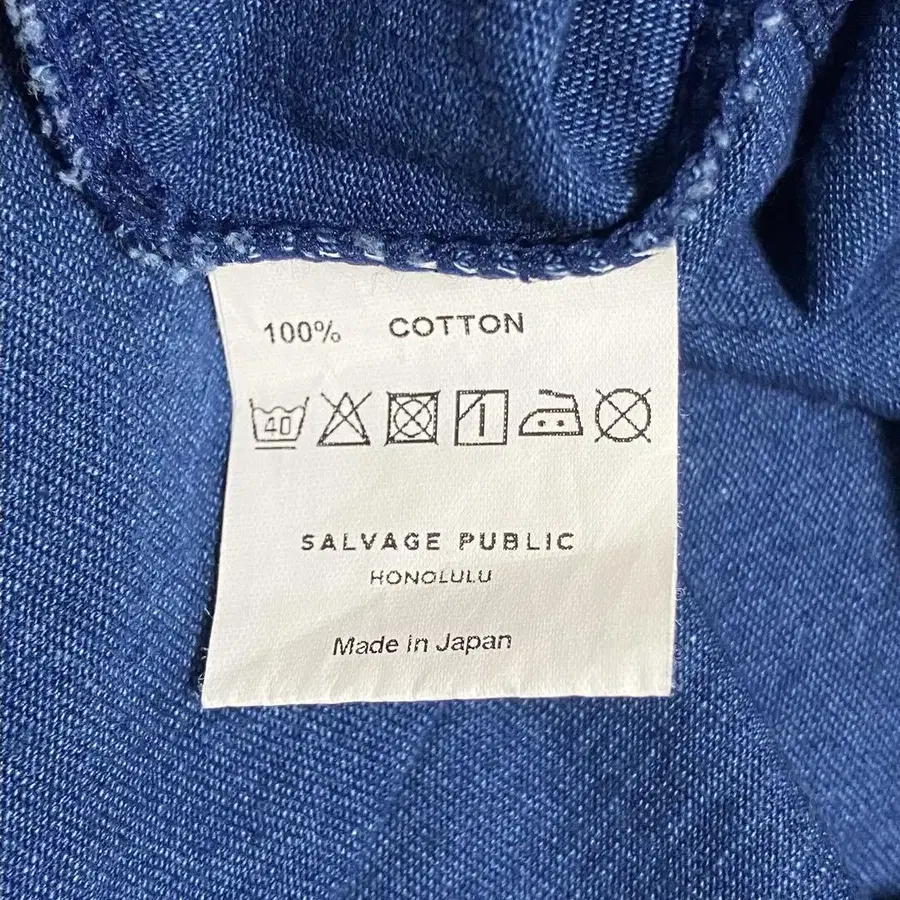 100% COTTON
40
SALVAGE PUBLIC
HONOLULU
Made in Japan